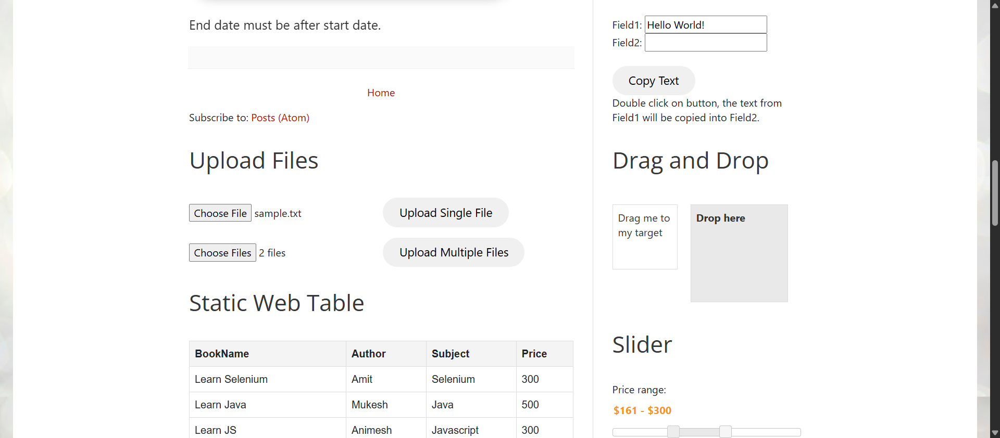 End date must be after start date.
Home
Subscribe to: Posts (Atom)
Upload Files
Choose File sample.txt
Upload Single File
Choose Files 2 files
Upload Multiple Files
Static Web Table
BookName Author Subject Price
Learn Selenium Amit Selenium 300
Learn Java Mukesh Java 500
Learn JS Animesh Javascript 300
Field1: Hello World!
Field2:
Copy Text
Double click on button, the text from
Field1 will be copied into Field2.
Drag and Drop
Drag me to
my target
Drop here
Slider
Price range:
$161 - $300